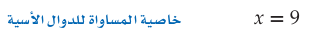 x = 9 خاصية المساواة للدوال الأسية